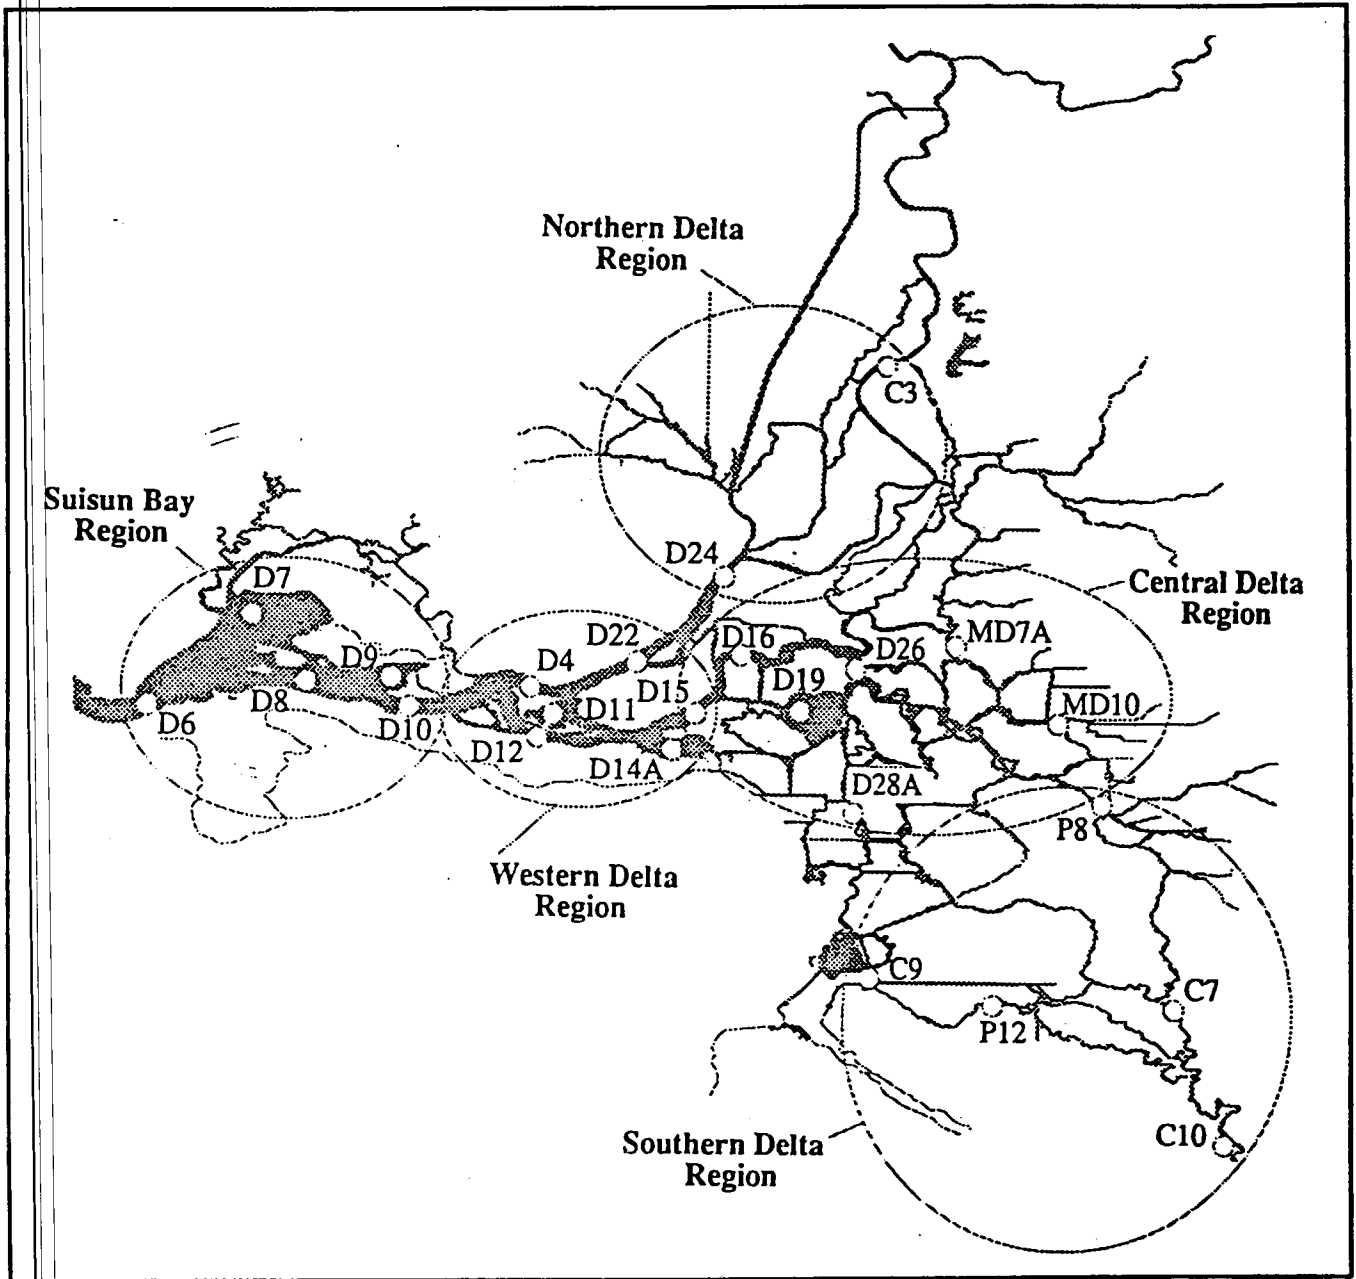 Northern Delta
Region
C3
Suisun Bay
Region
D7
D24
Central Delta
Region
D22
D16
D26
MD7A
D9
D4
D15
D19
D8
D6
D10
D11
MD10
D12
D14A
D28A
P8
Western Delta
Region
C9
C7
P12
C10
Southern Delta
Region